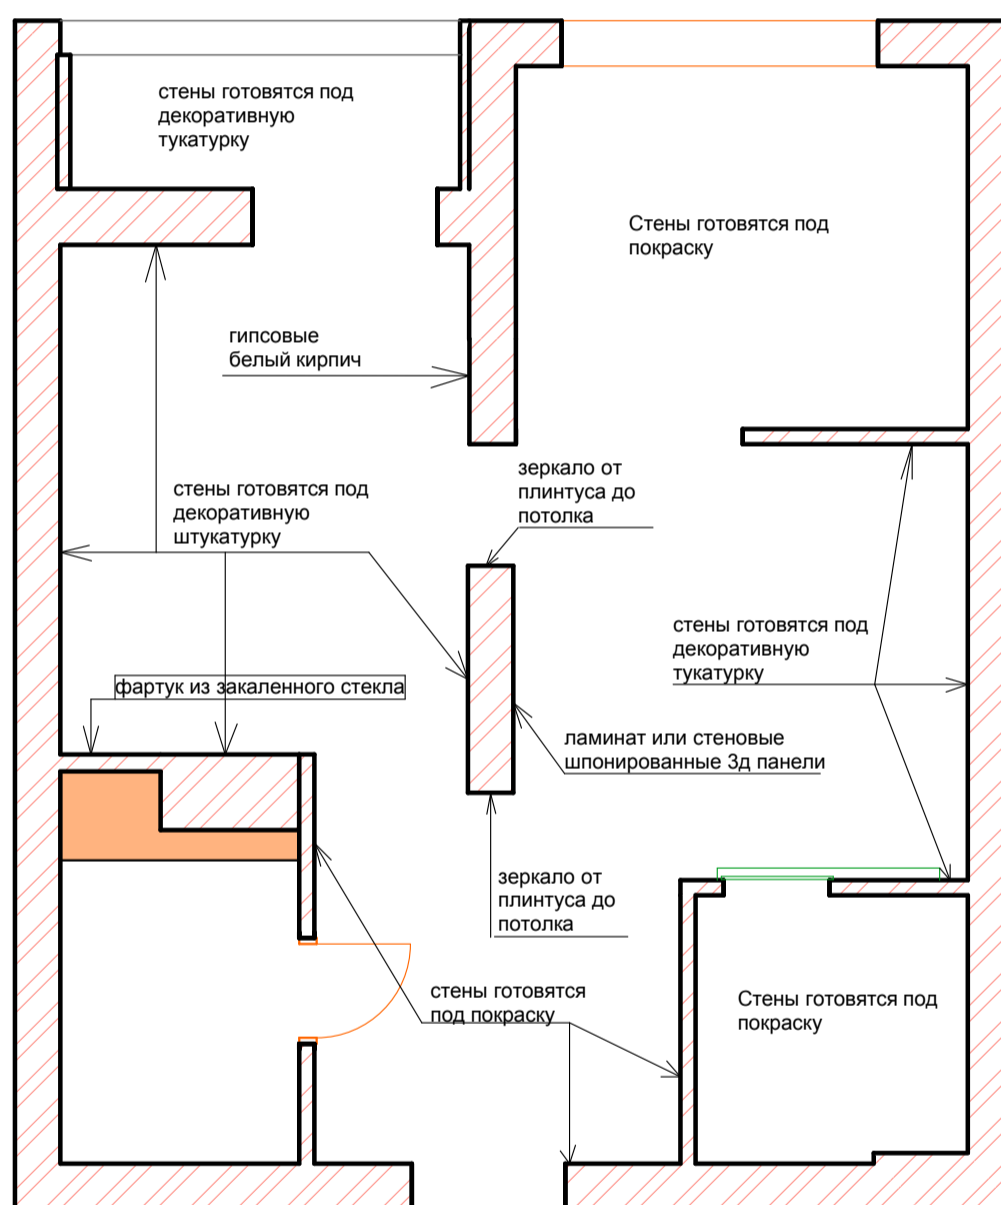 стены готовятся под
декоративную
тукатурку
Стены готовятся под
покраску
гипсовые
белый кирпич
зеркало от
плинтуса до
потолка
стены готовятся под
декоративную
штукатурку
стены готовятся под
декоративную
тукатурку
фартук из закаленного стекла
ламинат или стеновые
шпонированные 3д панели
зеркало от
плинтуса до
потолка
стены готовятся
под покраску
Стены готовятся под
покраску